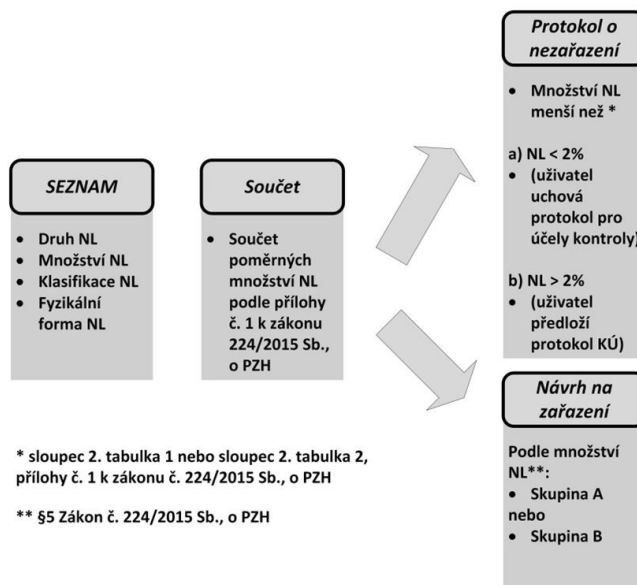 SEZNAM
• Druh NL
• Množství NL
• Klasifikace NL
• Fyzikální
forma NL
Součet
• Součet
poměrných
množství NL
podle přílohy
č. 1 k zákonu
224/2015 Sb.,
o PZH
Protokol o
nezařazení
• Množství NL
menší než *
a) NL < 2%
• (uživatel
uchová
protokol pro
účely kontroly)
b) NL > 2%
• (uživatel
předloží
protokol KÚ)
Návrh na
zařazení
Podle množství
NL**:
• Skupina A
nebo
• Skupina B
* sloupec 2. tabulka 1 nebo sloupec 2. tabulka 2,
přílohy č. 1 k zákonu č. 224/2015 Sb., o PZH
** §5 Zákon č. 224/2015 Sb., o PZH